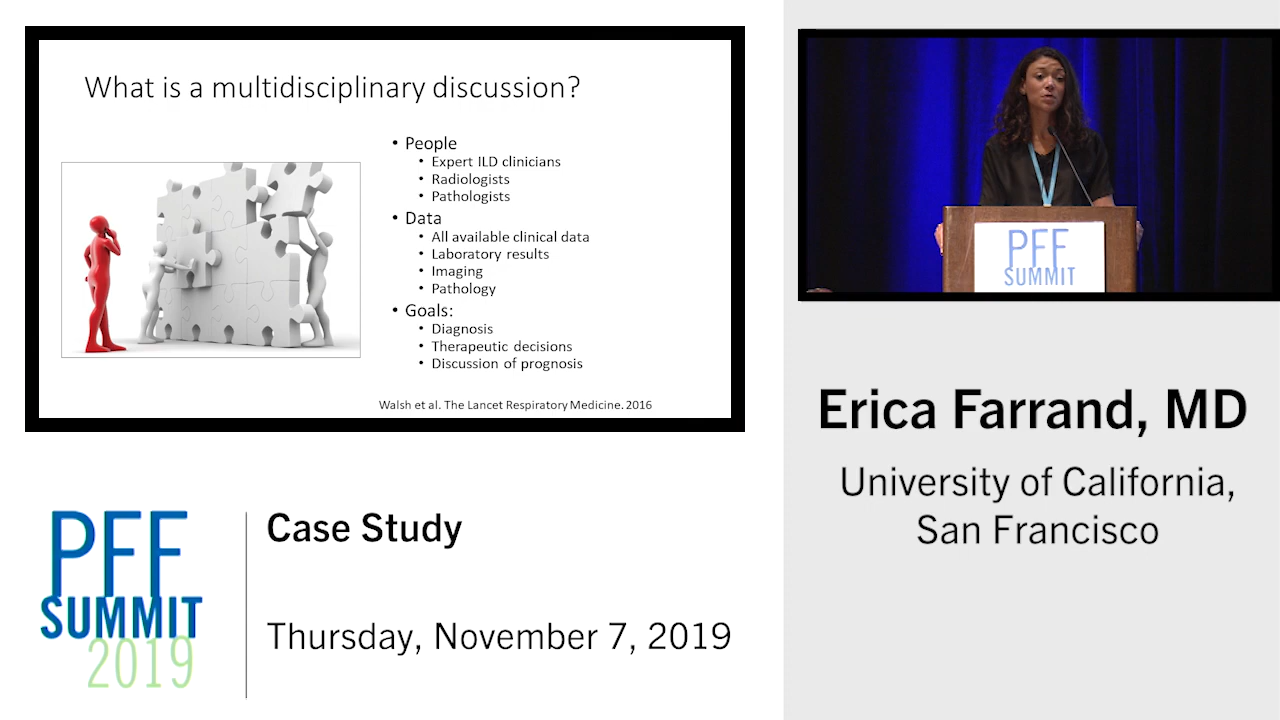 What is a multidisciplinary discussion?
• People
• Expert ILD clinicians
• Radiologists
• Pathologists
• Data
• All available clinical data
• Laboratory results
• Imaging
• Pathology
• Goals:
• Diagnosis
• Therapeutic decisions
• Discussion of prognosis
Walsh et al. The Lancet Respiratory Medicine. 2016
PFF
SUMMIT
Erica Farrand, MD
University of California,
San Francisco
PFF
SUMMIT
2019
Case Study
Thursday, November 7, 2019